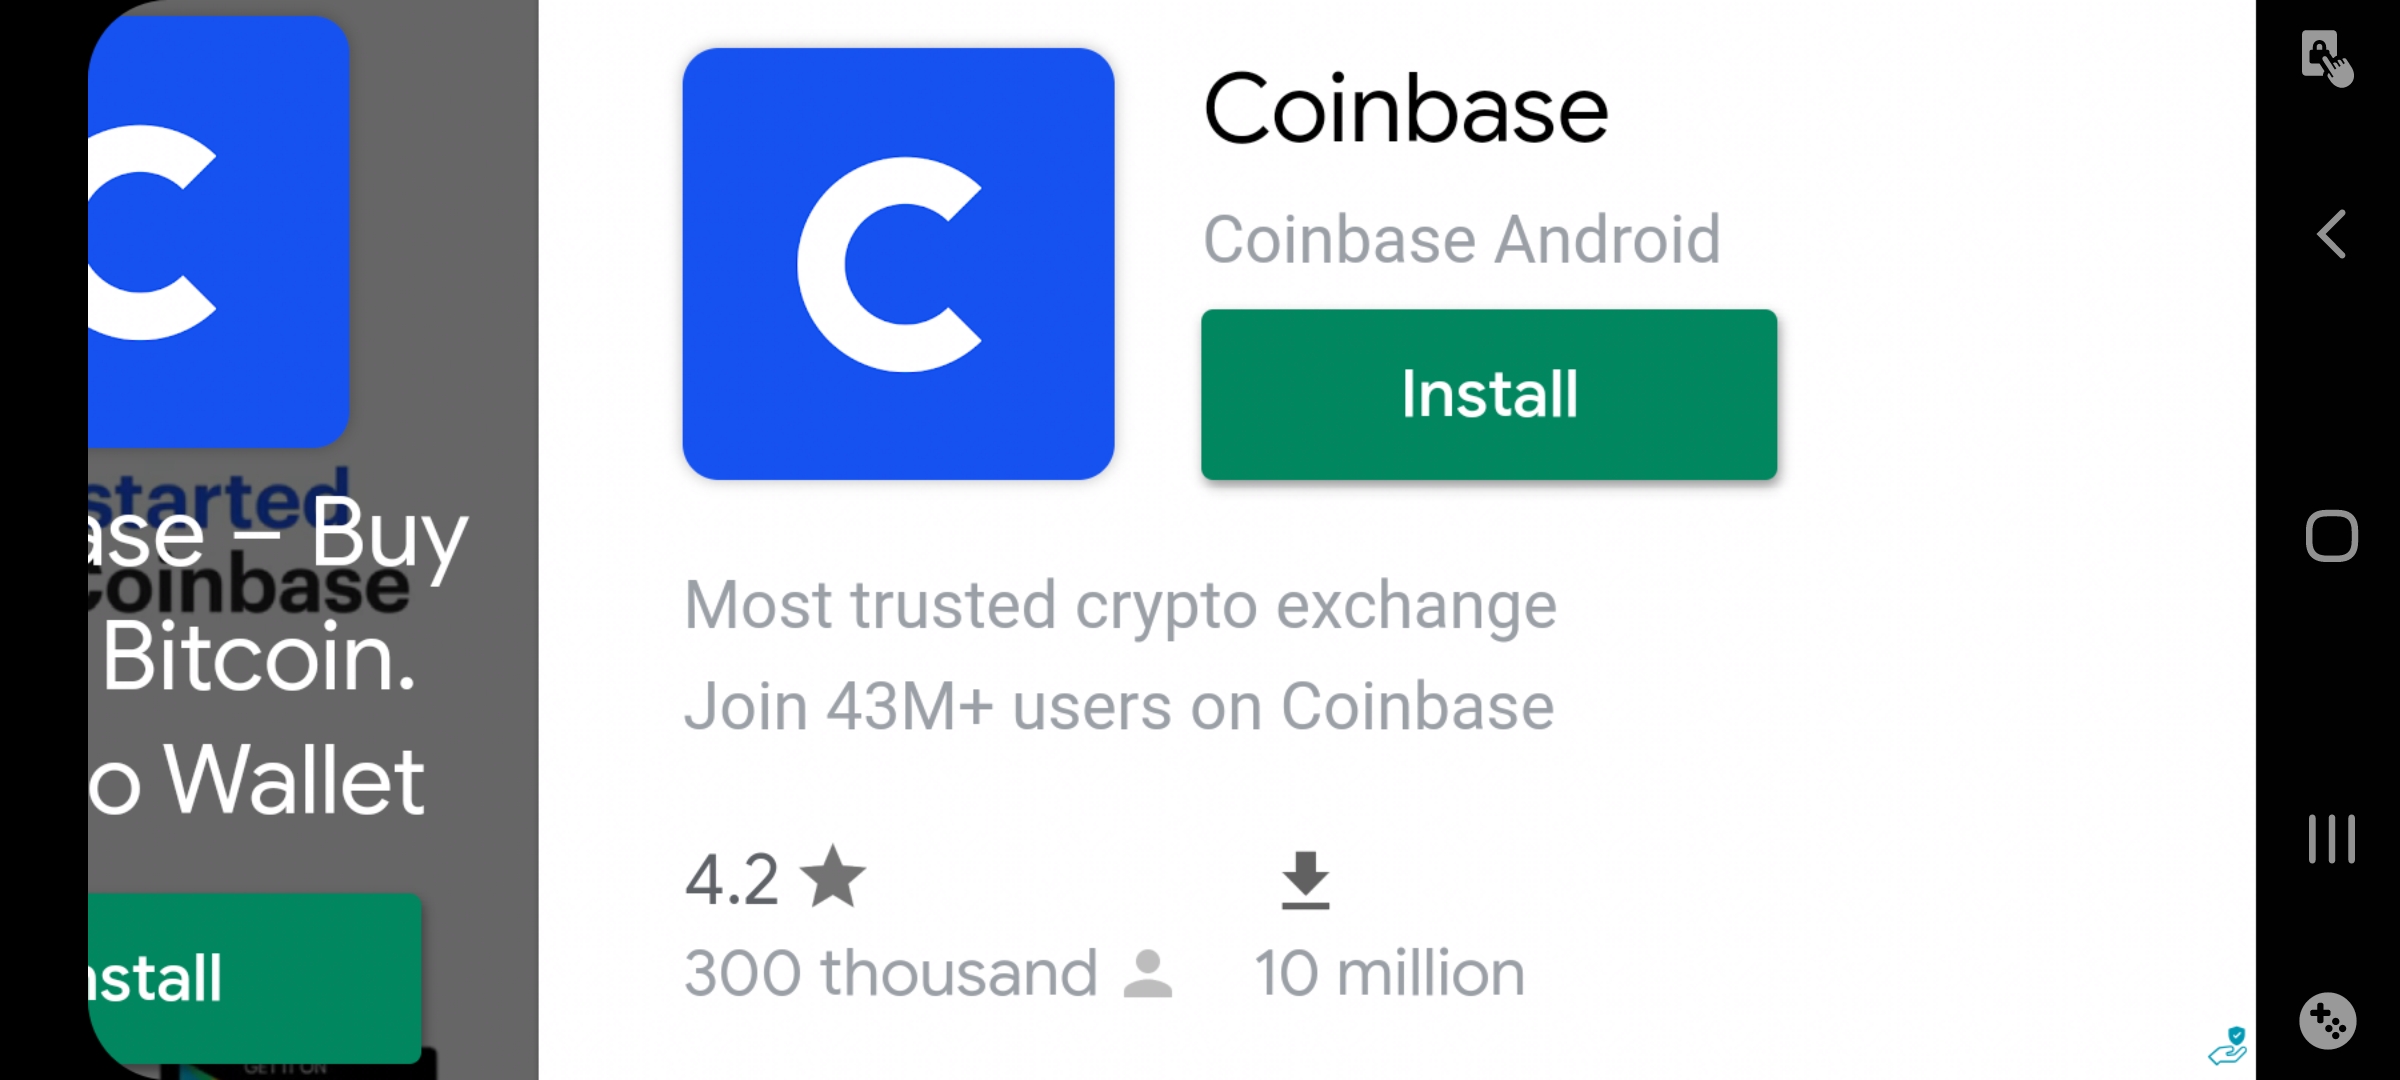 started
ase – Buy
Coinbase
Bitcoin.
o Wallet
nstall
GET IT ON
Coinbase
Coinbase Android
Install
Most trusted crypto exchange
Join 43M+ users on Coinbase
4.2
300 thousand
10 million